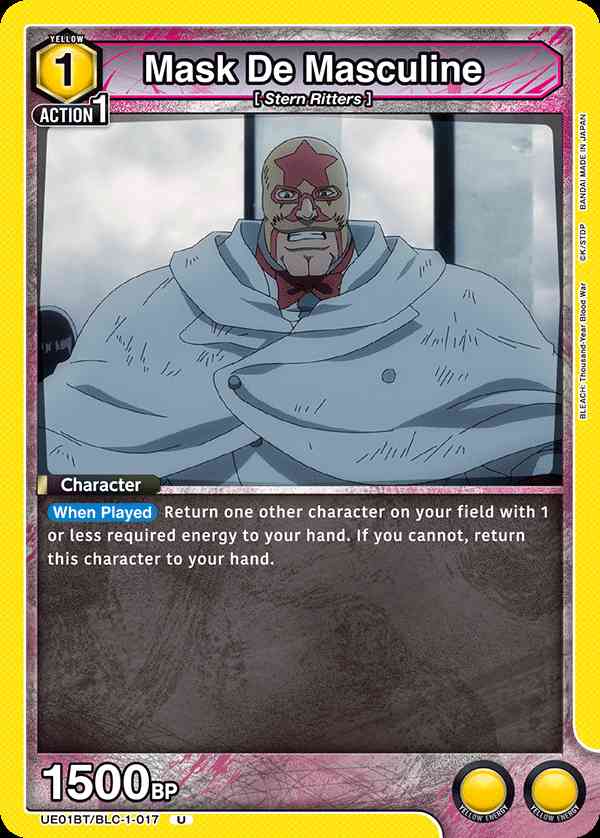 YELLOW
1
ACTION 1
Mask De Masculine
[ Stern Ritters ]
BLEACH: Thousand-Year Blood War ©K/STDP BANDAI MADE IN JAPAN
Character
When Played Return one other character on your field with 1
or less required energy to your hand. If you cannot, return
this character to your hand.
1500 BP
YELLOW ENERGY
YELLOW ENERGY
UE01BT/BLC-1-017 U